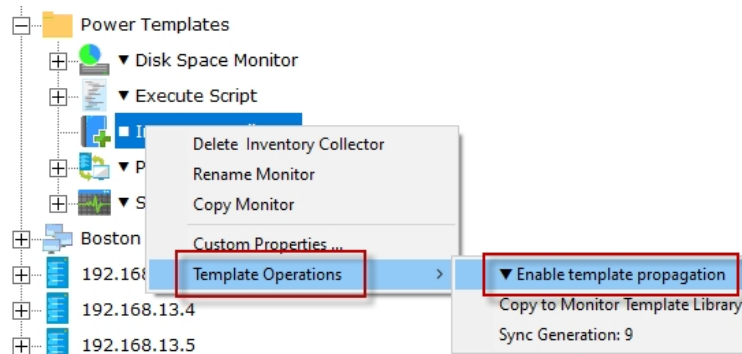 Power Templates
▼ Disk Space Monitor
▼ Execute Script
Delete Inventory Collector
Rename Monitor
▼ P
Copy Monitor
▼ S
Boston
Custom Properties ...
192.168
Template Operations >
▼ Enable template propagation
192.168.13.4
Copy to Monitor Template Library
Sync Generation: 9
192.168.13.5